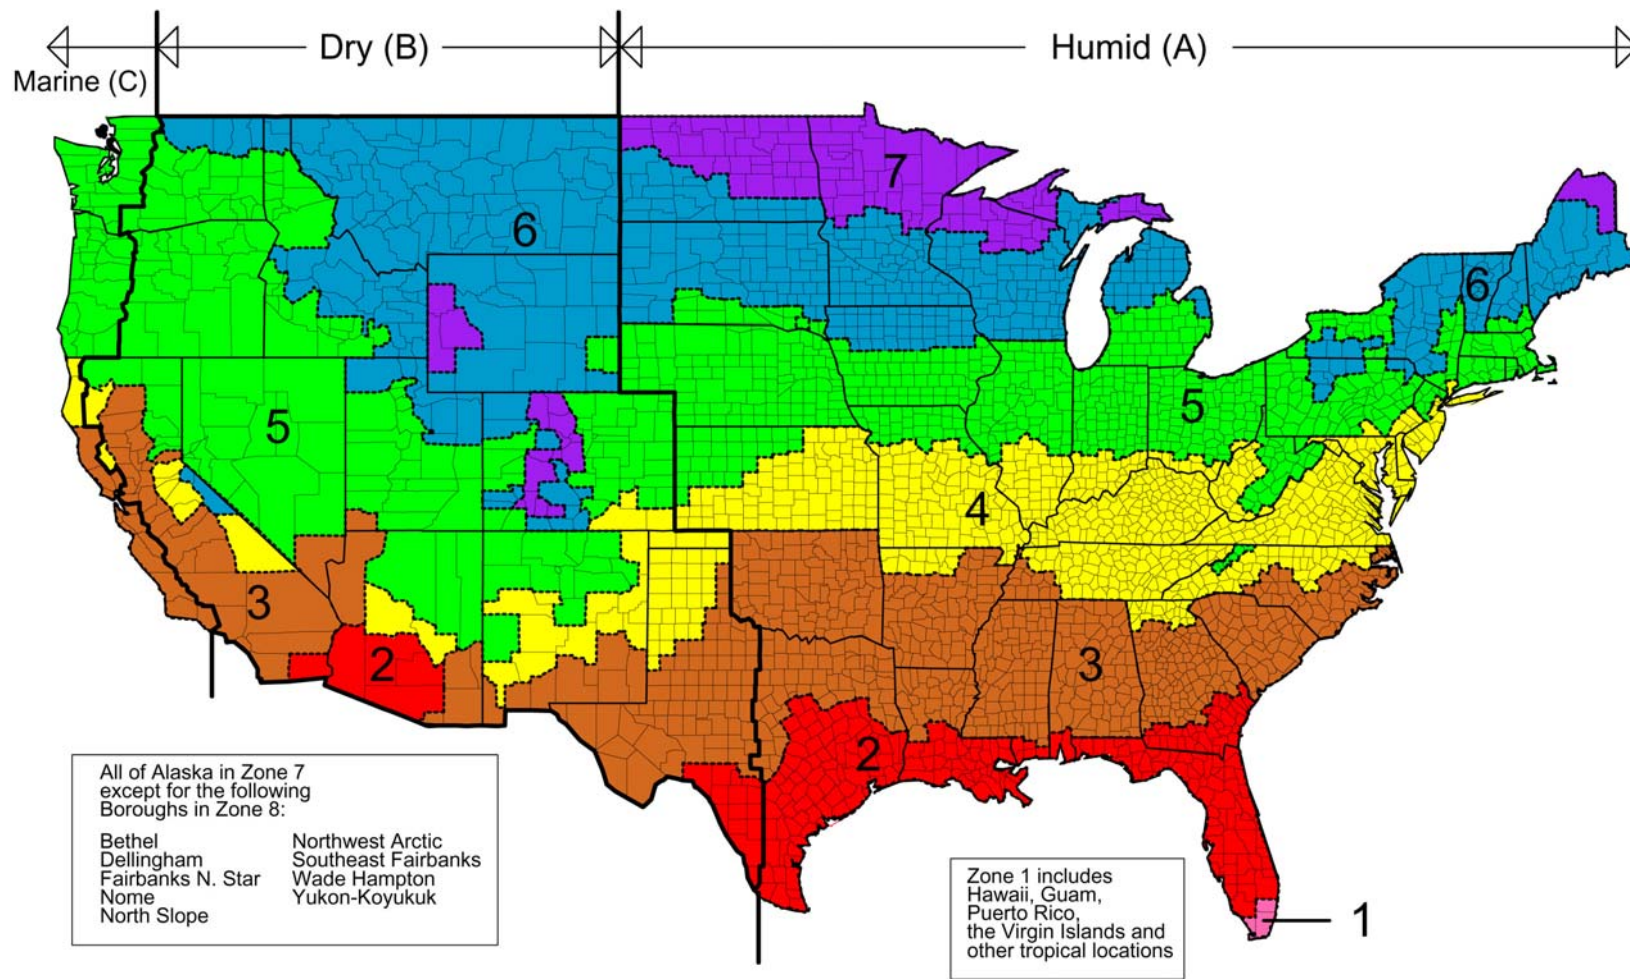 Marine (C)
Dry (B)
Humid (A)
7
6
6
5
5
4
3
3
2
2
1
All of Alaska in Zone 7
except for the following
Boroughs in Zone 8:
Bethel
Dellingham
Fairbanks N. Star
Nome
North Slope
Northwest Arctic
Southeast Fairbanks
Wade Hampton
Yukon-Koyukuk
Zone 1 includes
Hawaii, Guam,
Puerto Rico,
the Virgin Islands and
other tropical locations